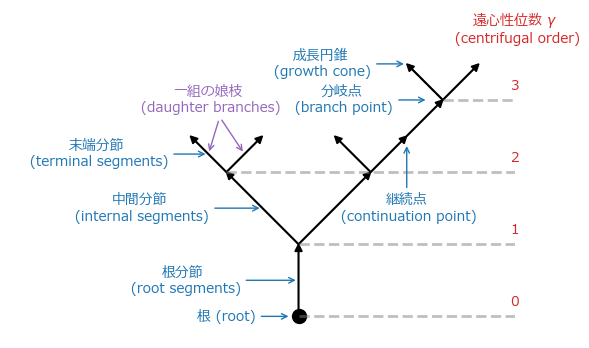 遠心性位数 γ
(centrifugal order)
成長円錐
(growth cone)
3
一組の娘枝
(daughter branches)
分岐点
(branch point)
末端分節
(terminal segments)
2
中間分節
(internal segments)
継続点
(continuation point)
1
根分節
(root segments)
0
根 (root)